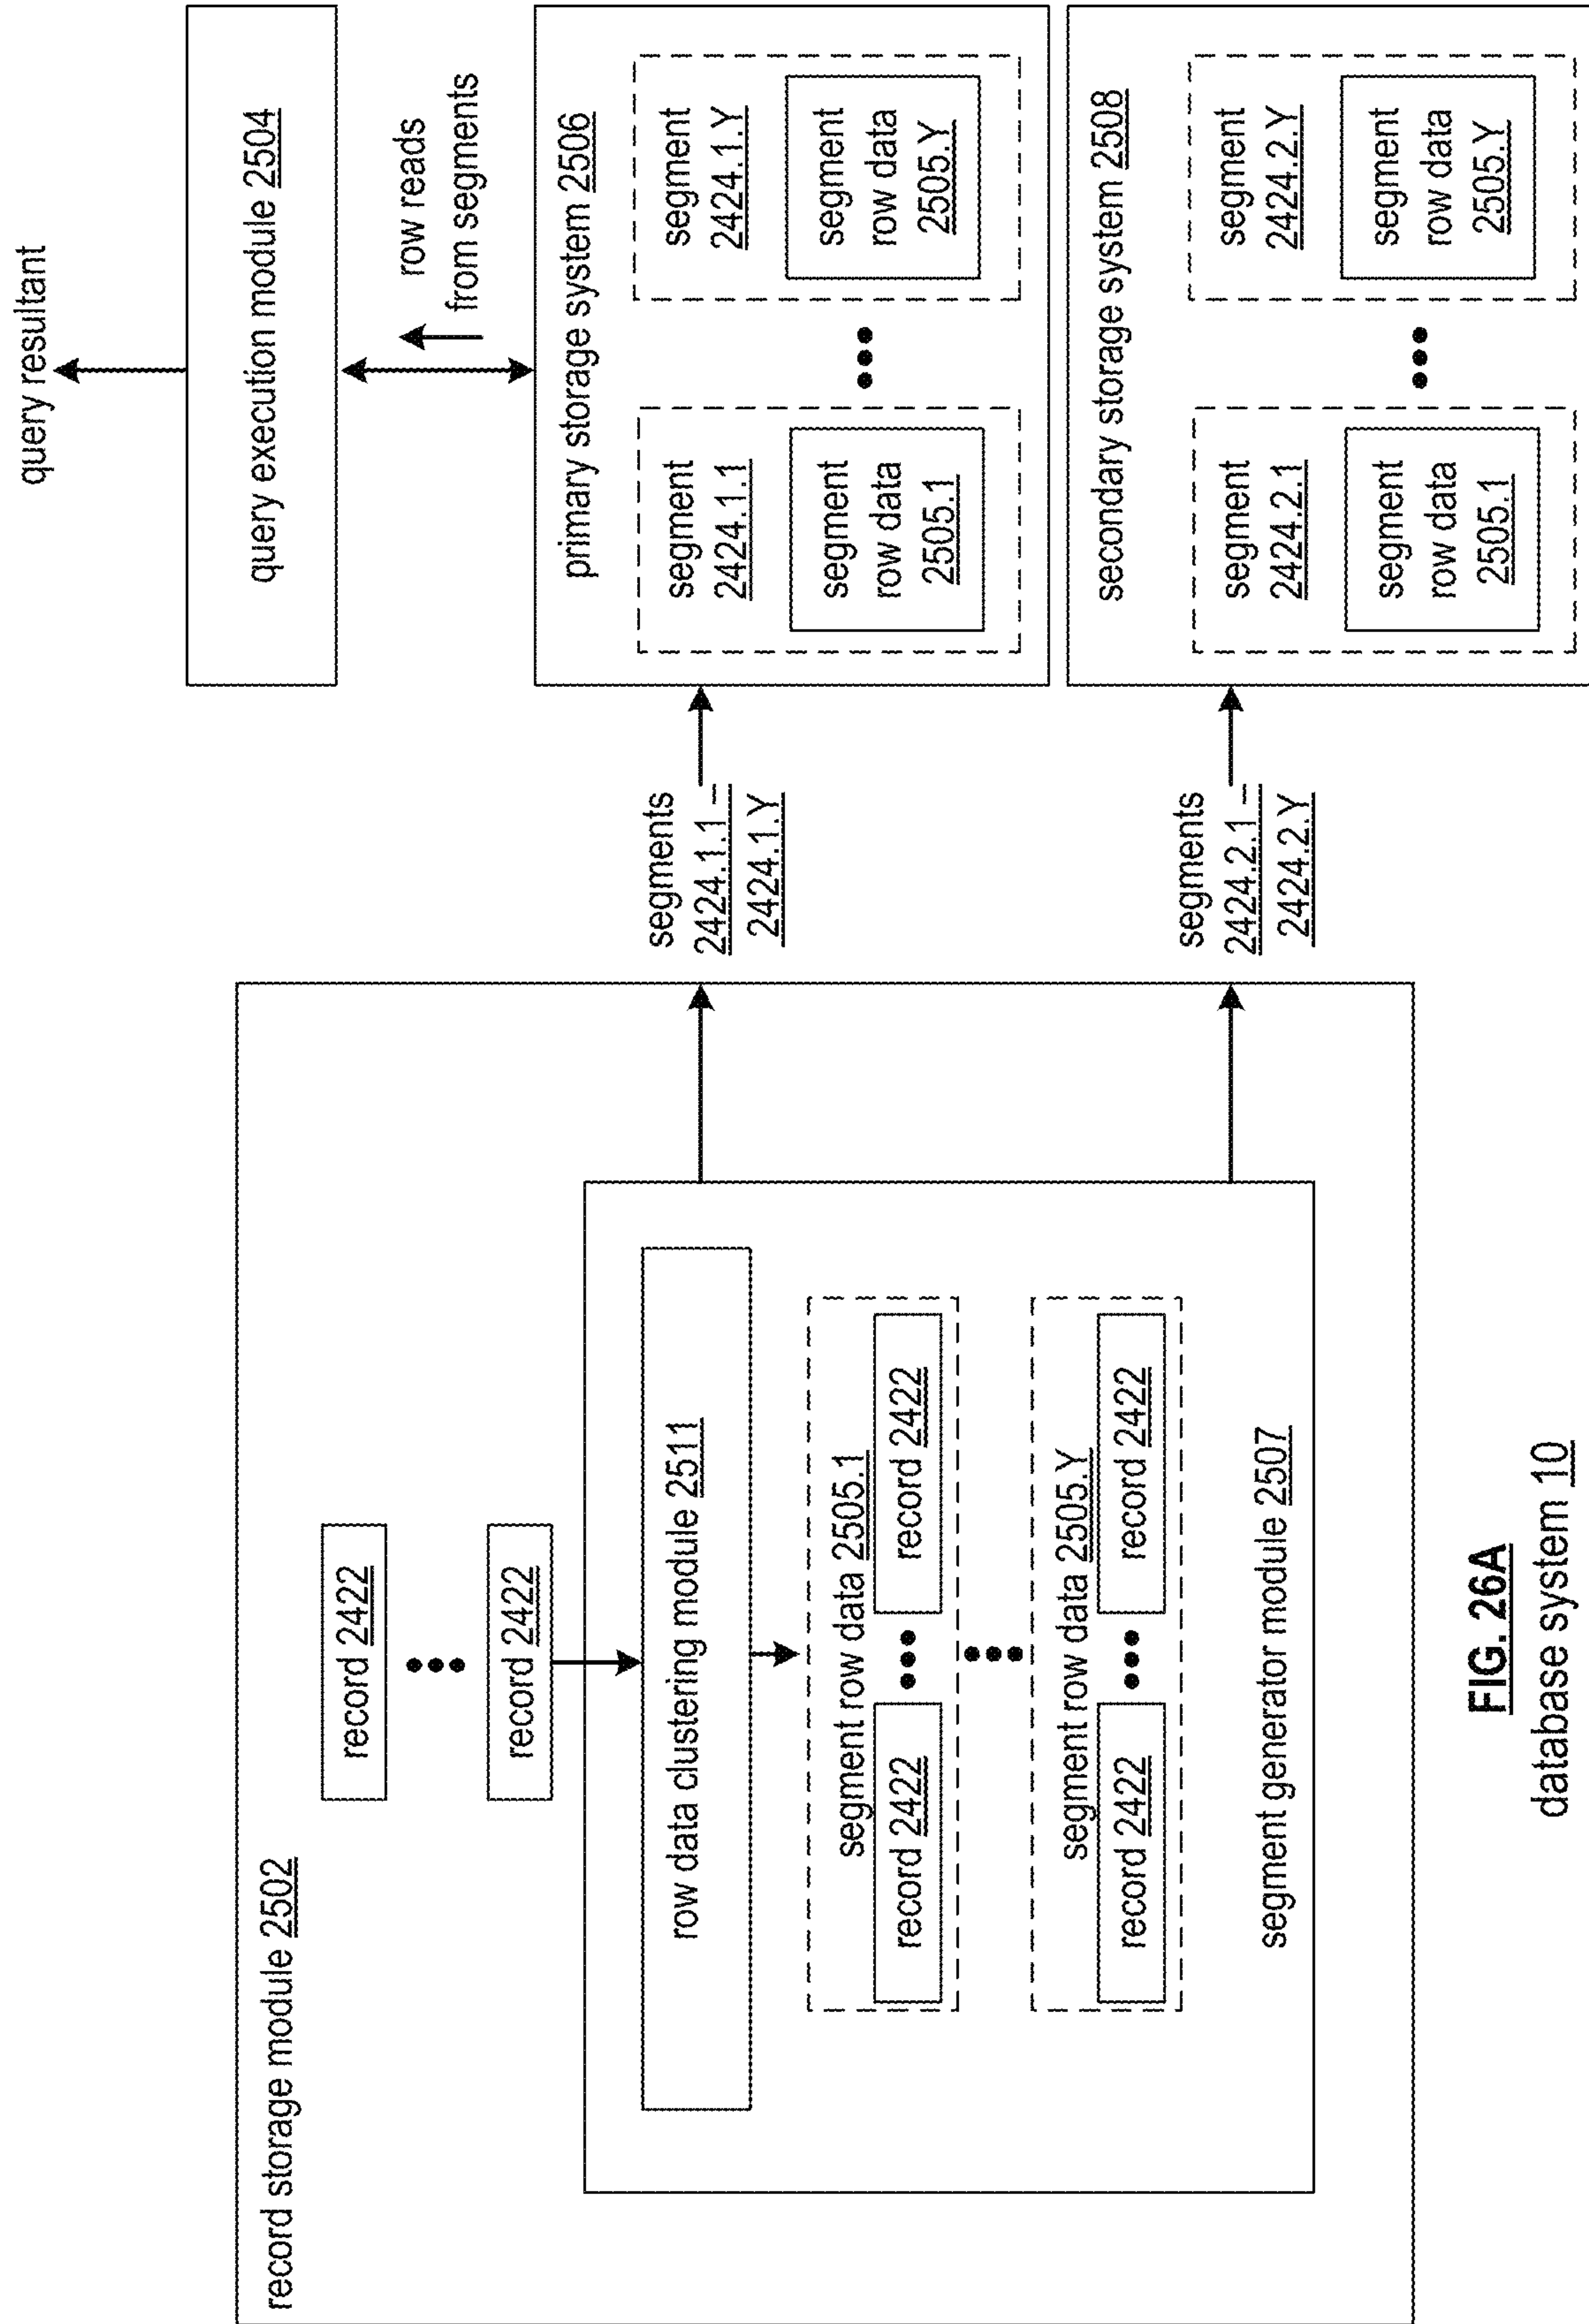 record storage module 2502
record 2422
record 2422
row data clustering module 2511
segment row data 2505.1
record 2422
record 2422
segment row data 2505.Y
record 2422
record 2422
segment generator module 2507
segments
2424.1.1 –
2424.1.Y
segments
2424.2.1 –
2424.2.Y
query resultant
query execution module 2504
row reads
from segments
primary storage system 2506
segment
2424.1.1
segment
row data
2505.1
segment
2424.1.Y
segment
row data
2505.Y
secondary storage system 2508
segment
2424.2.1
segment
row data
2505.1
segment
2424.2.Y
segment
row data
2505.Y
FIG. 26A
database system 10